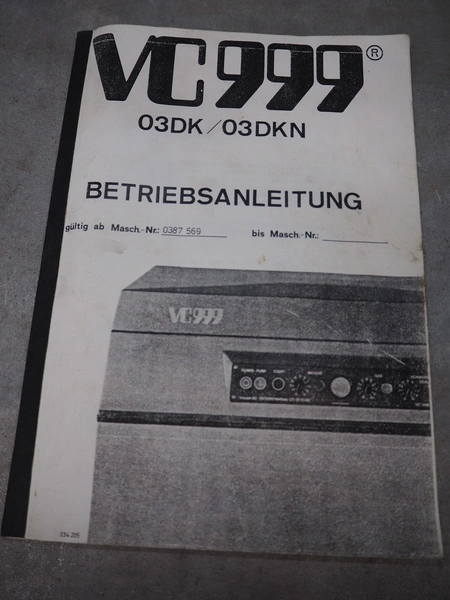 VC999®
03DK/03DKN
BETRIEBSANLEITUNG
gültig ab Masch.-Nr.: 0387 569 bis Masch.-Nr.:
VC999